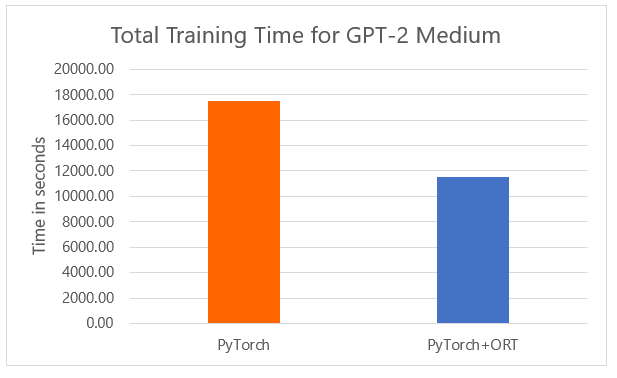 Total Training Time for GPT-2 Medium
Time in seconds
20000.00
18000.00
16000.00
14000.00
12000.00
10000.00
8000.00
6000.00
4000.00
2000.00
0.00
PyTorch
PyTorch+ORT